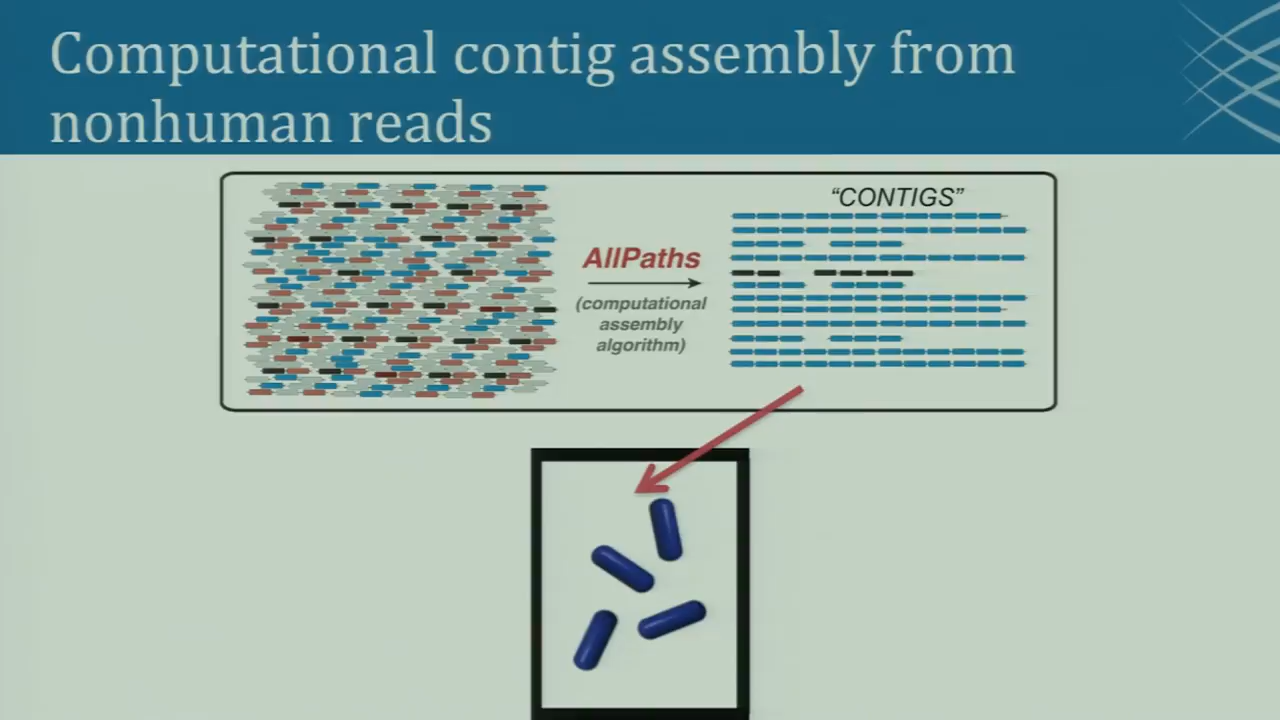 Computational contig assembly from
nonhuman reads
“CONTIGS”
AllPaths
(computational
assembly
algorithm)